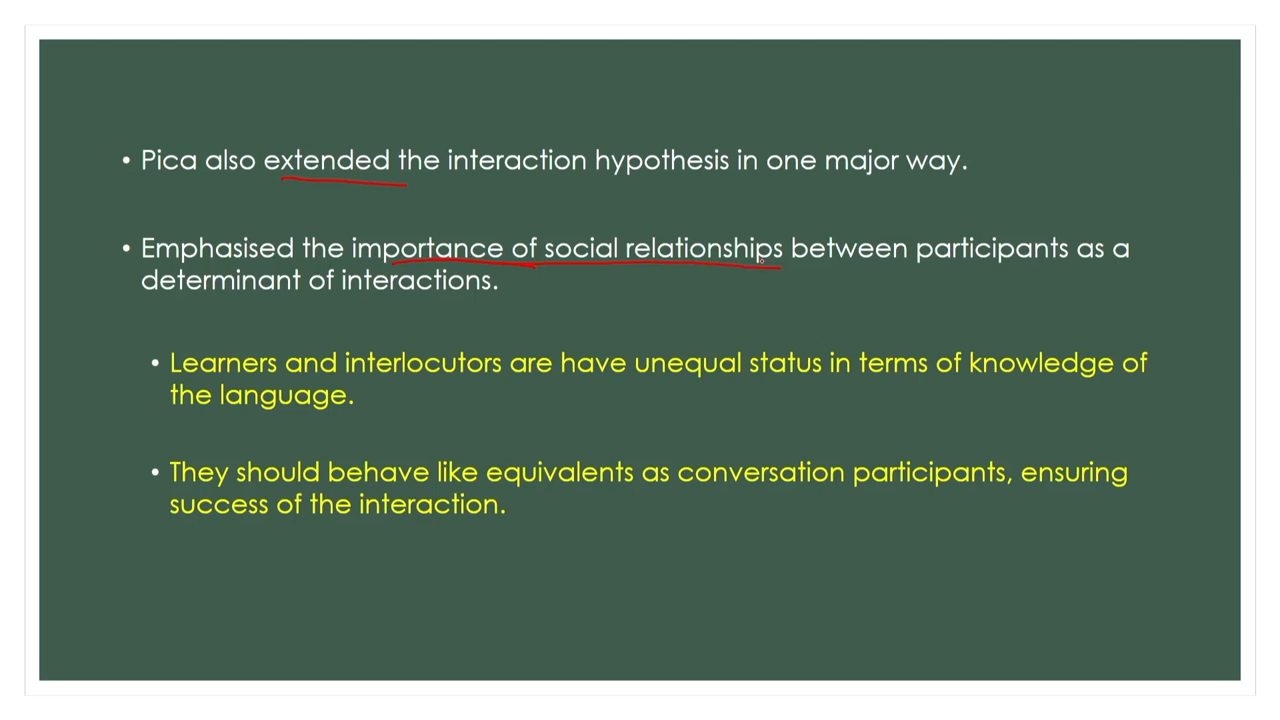 • Pica also extended the interaction hypothesis in one major way.
• Emphasised the importance of social relationships between participants as a
determinant of interactions.
• Learners and interlocutors are have unequal status in terms of knowledge of
the language.
• They should behave like equivalents as conversation participants, ensuring
success of the interaction.